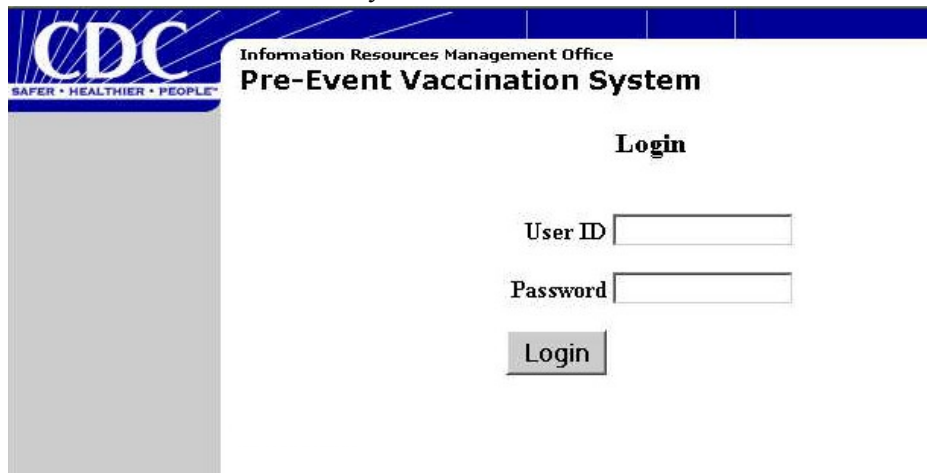 CDC
SAFER • HEALTHIER • PEOPLE™
Information Resources Management Office
Pre-Event Vaccination System
Login
User ID
Password
Login